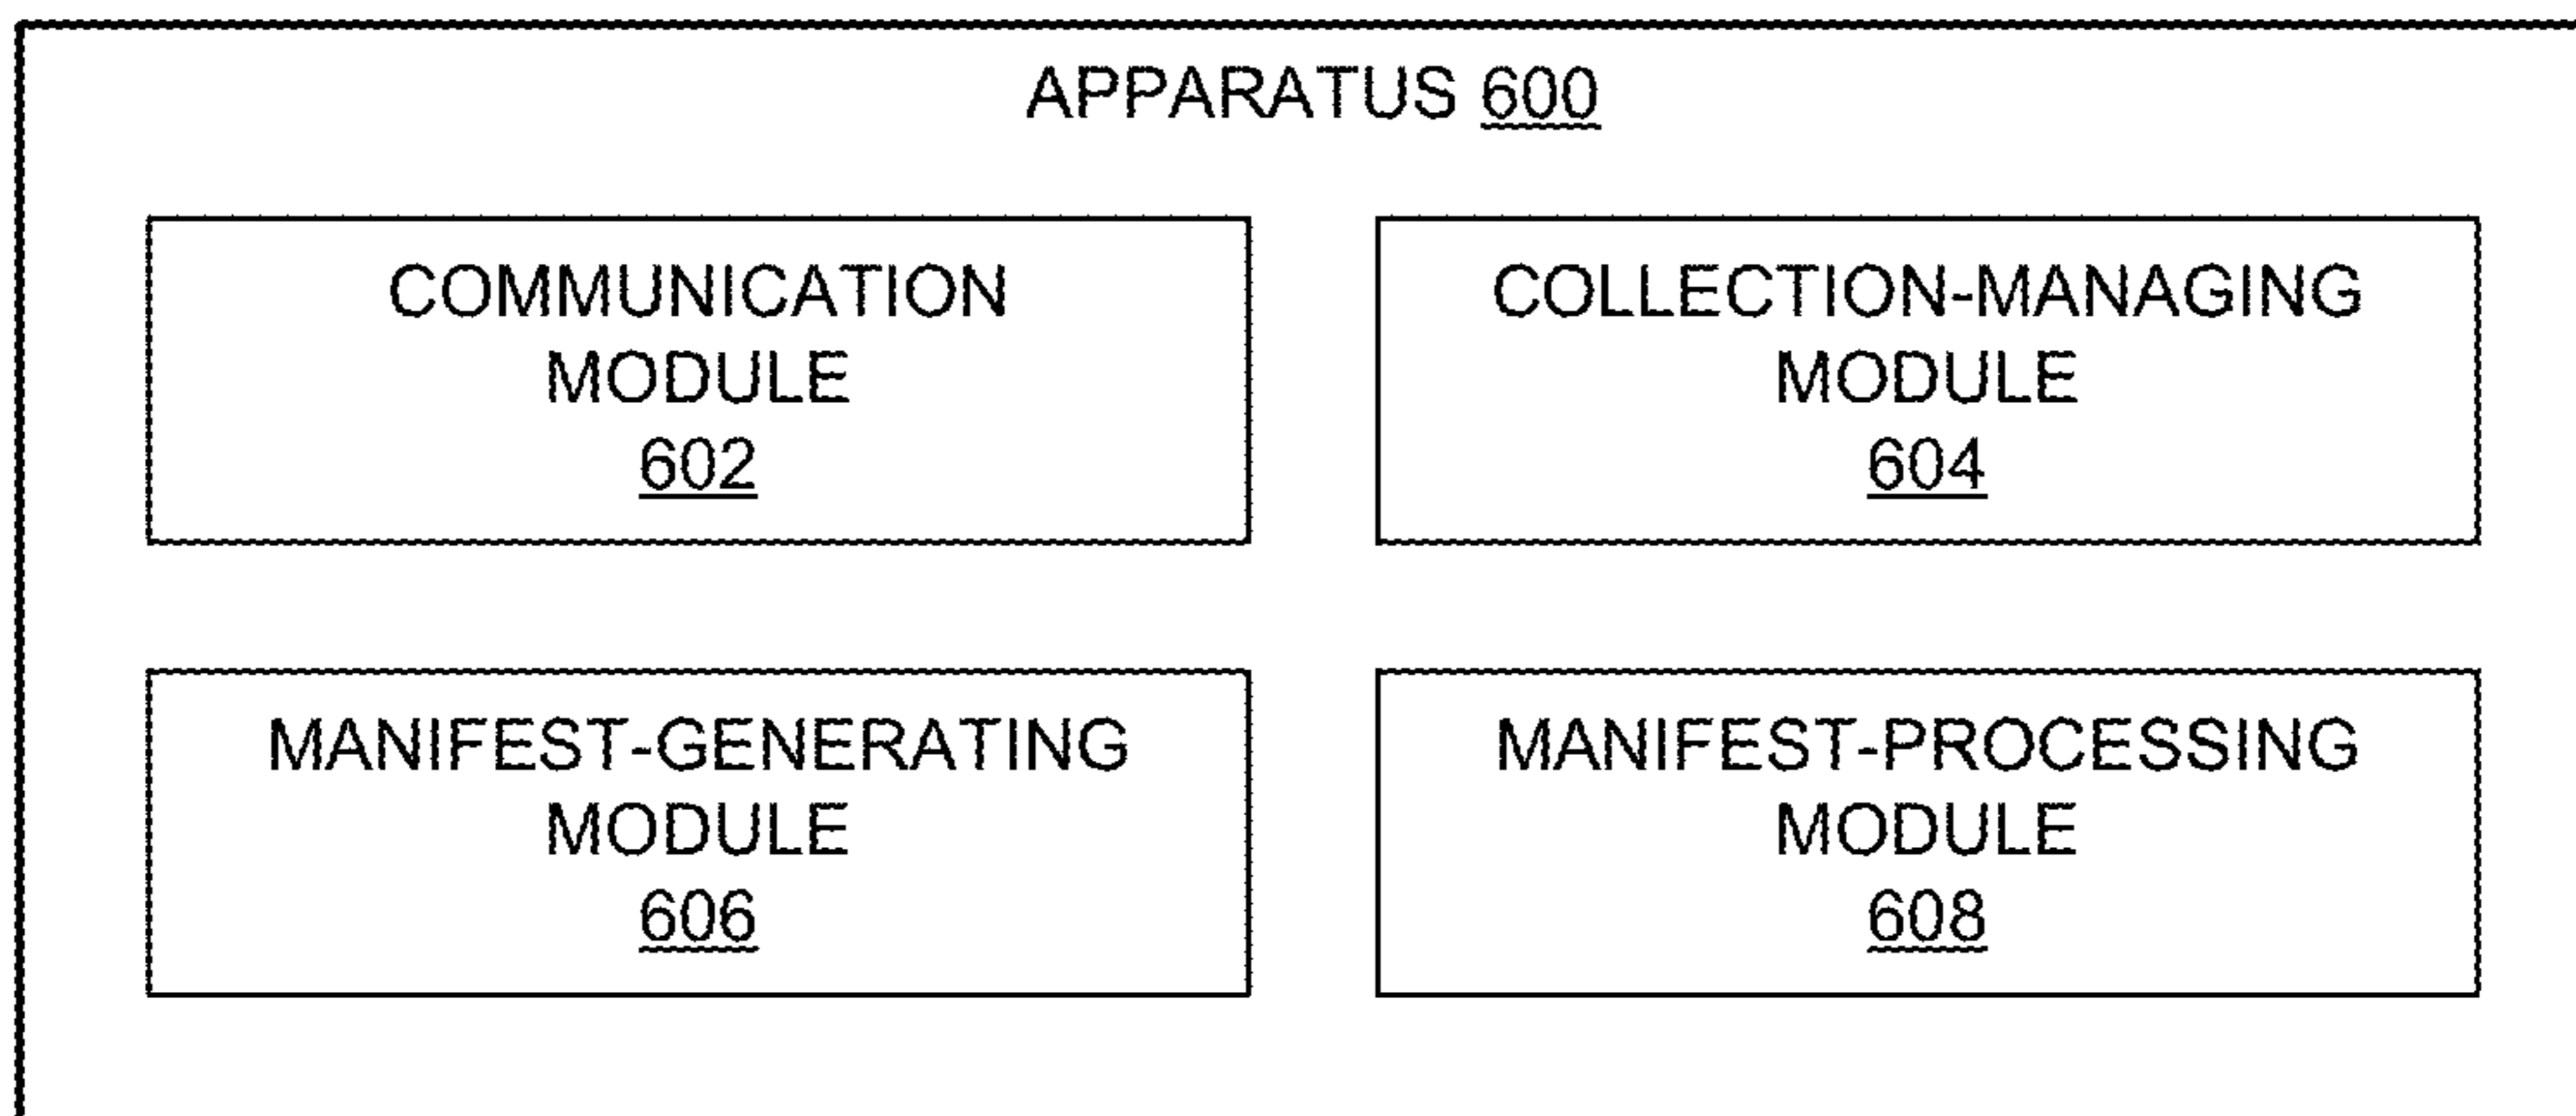 APPARATUS 600
COMMUNICATION
MODULE
602
COLLECTION-MANAGING
MODULE
604
MANIFEST-GENERATING
MODULE
606
MANIFEST-PROCESSING
MODULE
608